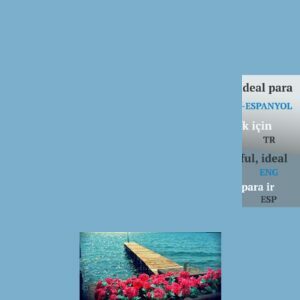 ideal para
-ESPANYOL
k için
TR
ful, ideal
ENG
para ir
ESP